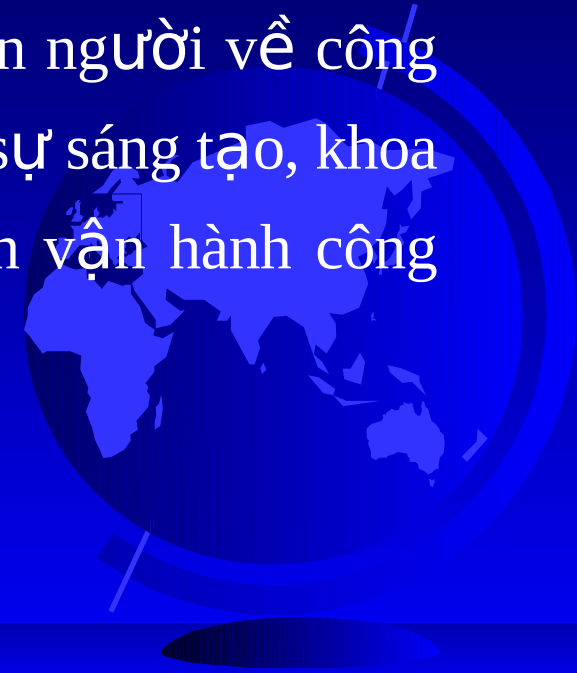 n người về công
sự sáng tạo, khoa
vận hành công